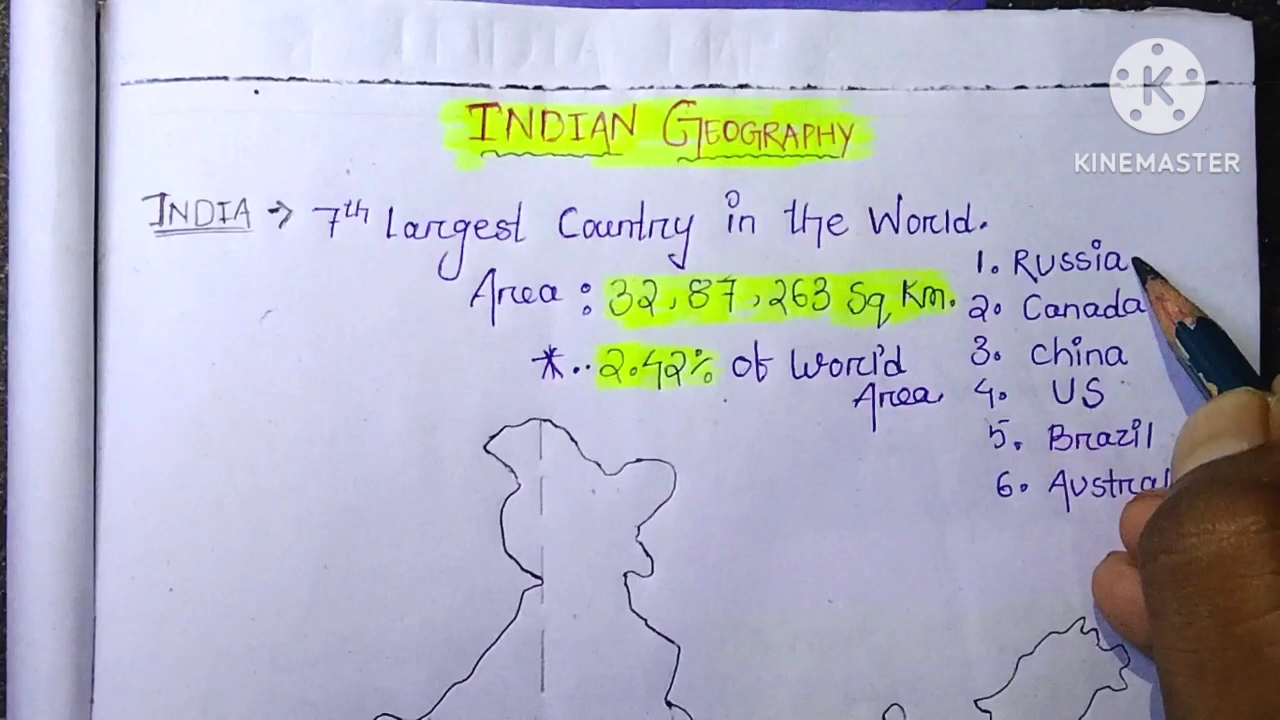 INDIAN GEOGRAPHY
INDIA → 7th Largest Country in the World.
Area : 32,87,263 Sq Km.
*.. 2.42% of World
Area
1. Russia
2. Canada
3. China
4. US
5. Brazil
6. Austral
KINEMASTER